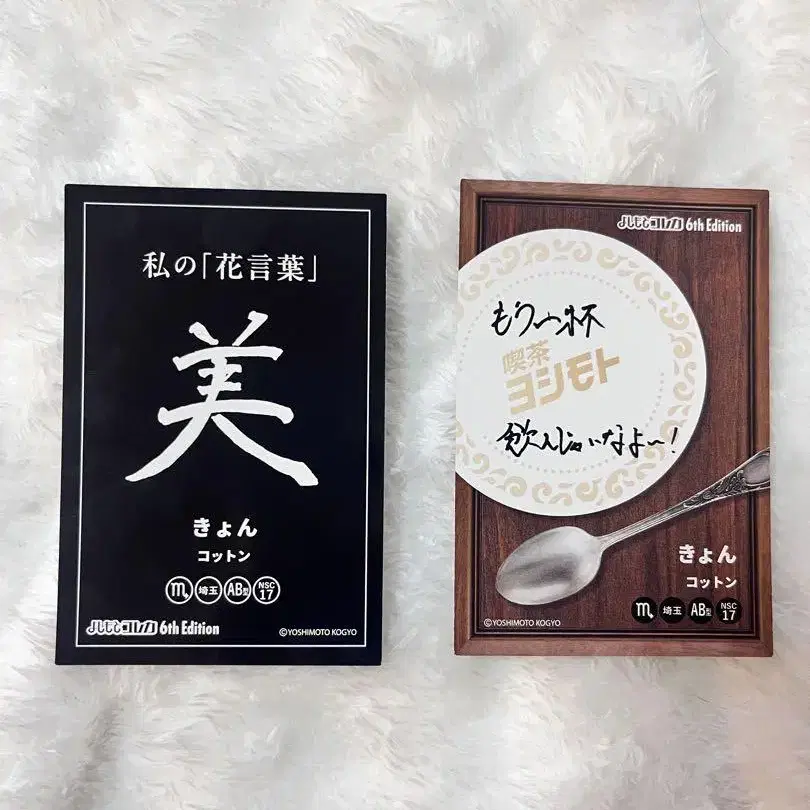 私の「花言葉」
美
きょん
コットン
♏ 埼玉 AB型 NSC 17
よしもとコレカ 6th Edition
©YOSHIMOTO KOGYO
よしもとコレカ 6th Edition
もう一杯
喫茶
ヨシモト
飲んじゃいなよ〜!
きょん
コットン
♏ 埼玉 AB型 NSC 17
©YOSHIMOTO KOGYO